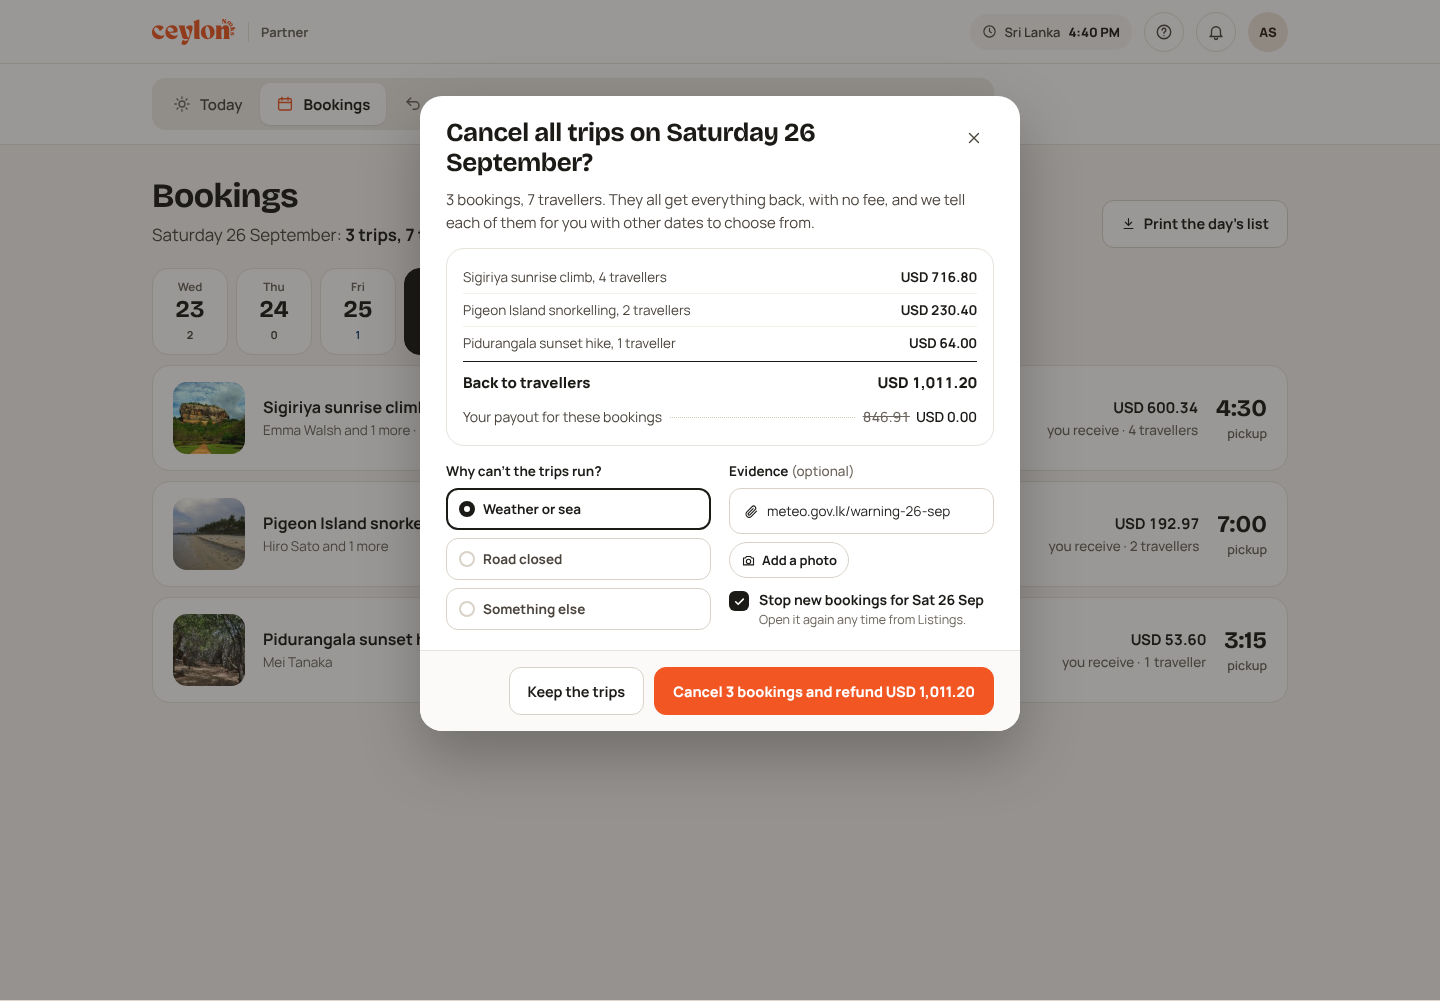 ceylon
Partner
Sri Lanka 4:40 PM
AS
Today
Bookings
Bookings
Saturday 26 September: 3 trips, 7
Print the day's list
Wed
23
2
Thu
24
0
Fri
25
1
Sigiriya sunrise
Emma Walsh and 1 more ·
USD 600.34
you receive · 4 travellers
4:30
pickup
Pigeon Island
Hiro Sato and 1 more
USD 192.97
you receive · 2 travellers
7:00
pickup
Pidurangala sunset
Mei Tanaka
USD 53.60
you receive · 1 traveller
3:15
pickup
Cancel all trips on Saturday 26
September?
3 bookings, 7 travellers. They all get everything back, with no fee, and we tell
each of them for you with other dates to choose from.
Sigiriya sunrise climb, 4 travellers USD 716.80
Pigeon Island snorkelling, 2 travellers USD 230.40
Pidurangala sunset hike, 1 traveller USD 64.00
Back to travellers USD 1,011.20
Your payout for these bookings 846.91 USD 0.00
Why can't the trips run?
Weather or sea
Road closed
Something else
Evidence (optional)
meteo.gov.lk/warning-26-sep
Add a photo
Stop new bookings for Sat 26 Sep
Open it again any time from Listings.
Keep the trips
Cancel 3 bookings and refund USD 1,011.20